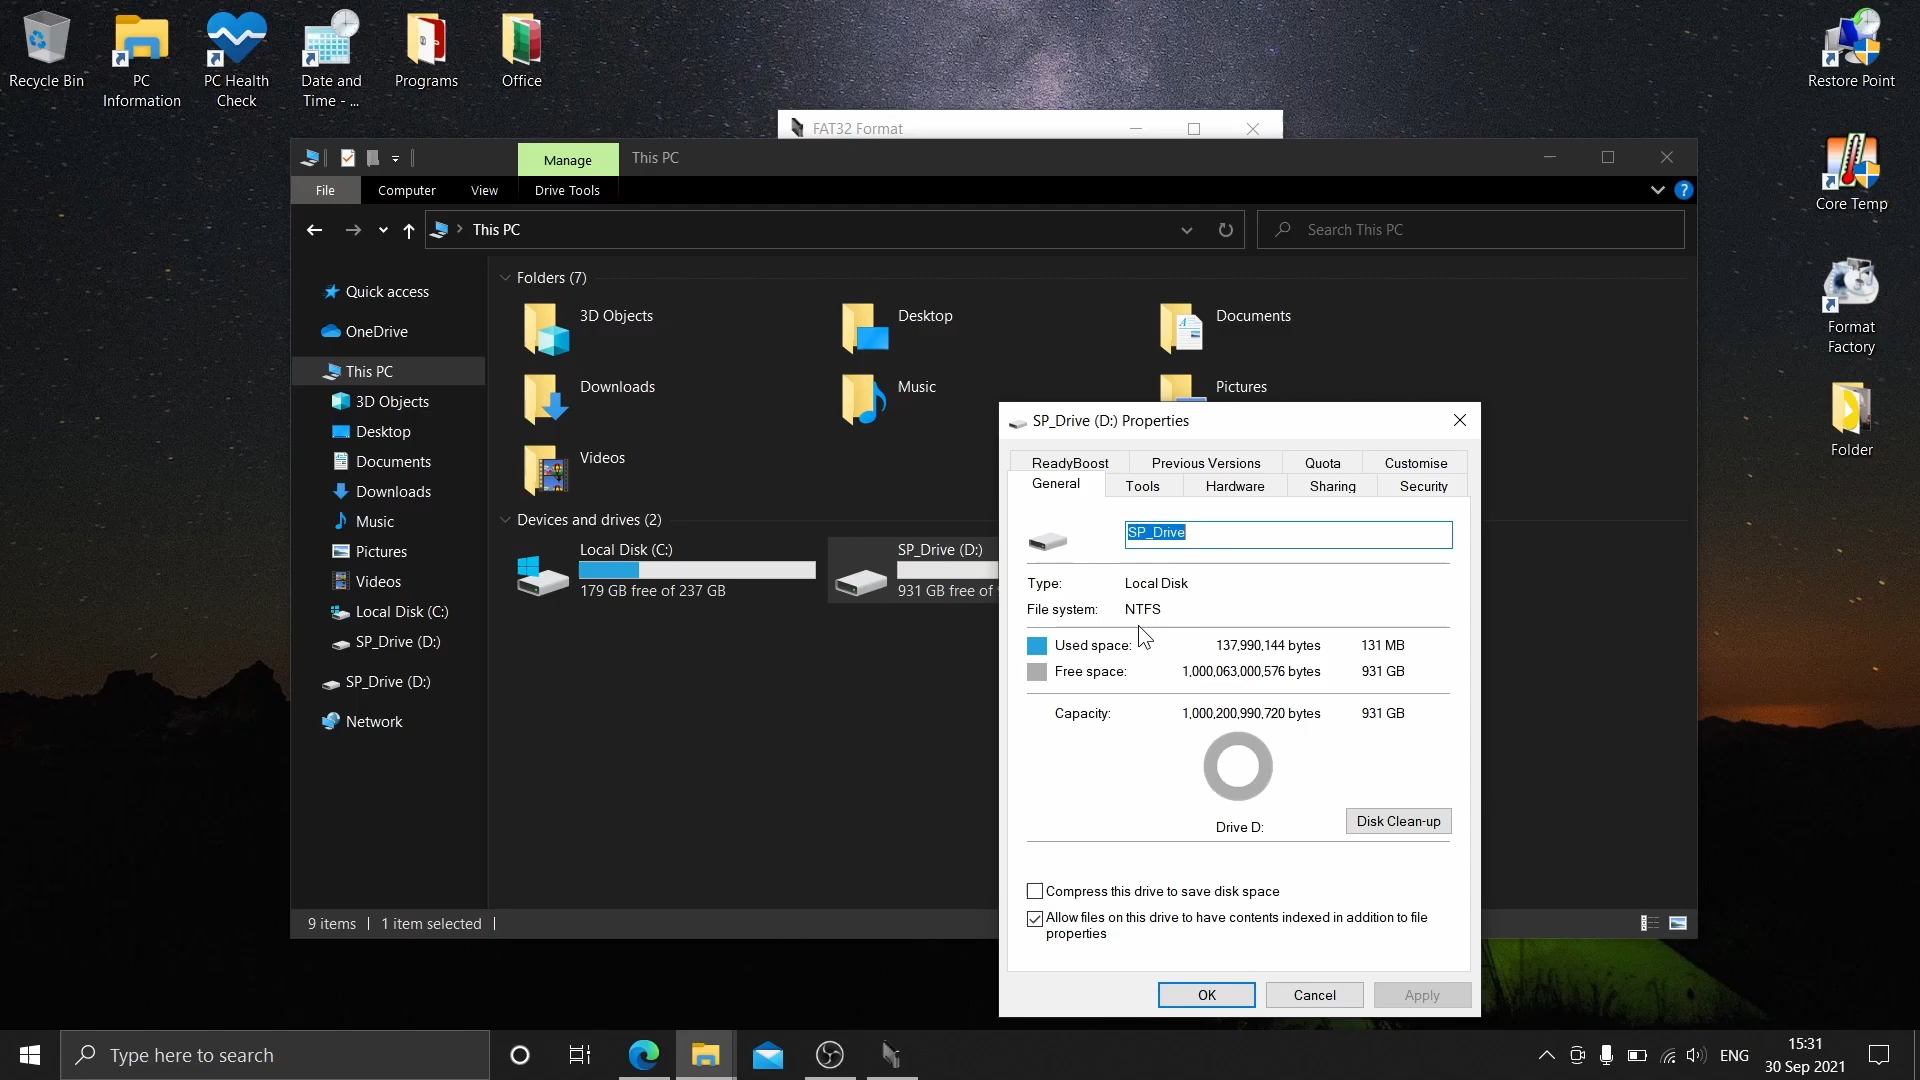 Recycle Bin
PC
Information
PC Health
Check
Date and
Time - ...
Programs
Office
Restore Point
Core Temp
Format
Factory
Folder
FAT32 Format
Manage
This PC
File
Computer
View
Drive Tools
This PC
Search This PC
Quick access
OneDrive
This PC
3D Objects
Desktop
Documents
Downloads
Music
Pictures
Videos
Local Disk (C:)
SP_Drive (D:)
SP_Drive (D:)
Network
Folders (7)
3D Objects
Desktop
Documents
Downloads
Music
Pictures
Videos
Devices and drives (2)
Local Disk (C:)
179 GB free of 237 GB
SP_Drive (D:)
931 GB free of
9 items
1 item selected
SP_Drive (D:) Properties
ReadyBoost
Previous Versions
Quota
Customise
General
Tools
Hardware
Sharing
Security
SP_Drive
Type: Local Disk
File system: NTFS
Used space: 137,990,144 bytes 131 MB
Free space: 1,000,063,000,576 bytes 931 GB
Capacity: 1,000,200,990,720 bytes 931 GB
Drive D:
Disk Clean-up
Compress this drive to save disk space
Allow files on this drive to have contents indexed in addition to file
properties
OK
Cancel
Apply
Type here to search
ENG
15:31
30 Sep 2021